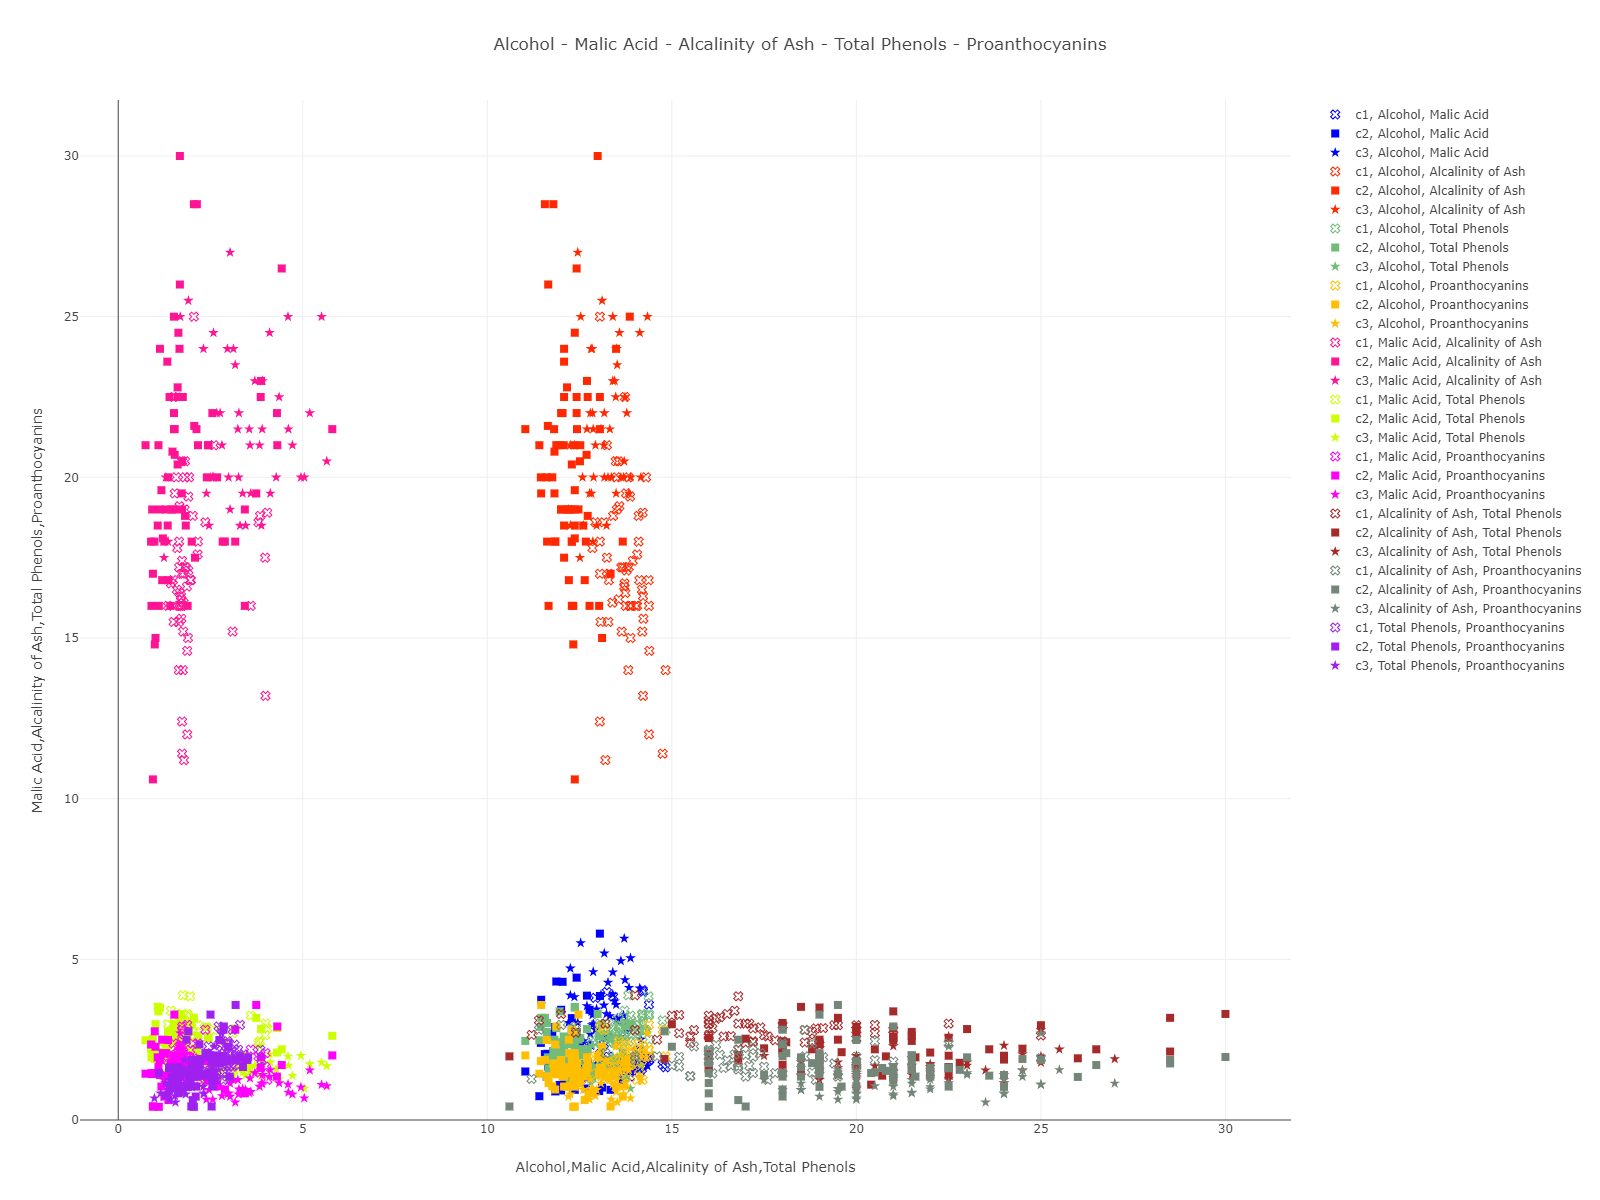 Alcohol - Malic Acid - Alcalinity of Ash - Total Phenols - Proanthocyanins
c1, Alcohol, Malic Acid
c2, Alcohol, Malic Acid
c3, Alcohol, Malic Acid
c1, Alcohol, Alcalinity of Ash
c2, Alcohol, Alcalinity of Ash
c3, Alcohol, Alcalinity of Ash
c1, Alcohol, Total Phenols
c2, Alcohol, Total Phenols
c3, Alcohol, Total Phenols
c1, Alcohol, Proanthocyanins
c2, Alcohol, Proanthocyanins
c3, Alcohol, Proanthocyanins
c1, Malic Acid, Alcalinity of Ash
c2, Malic Acid, Alcalinity of Ash
c3, Malic Acid, Alcalinity of Ash
c1, Malic Acid, Total Phenols
c2, Malic Acid, Total Phenols
c3, Malic Acid, Total Phenols
c1, Malic Acid, Proanthocyanins
c2, Malic Acid, Proanthocyanins
c3, Malic Acid, Proanthocyanins
c1, Alcalinity of Ash, Total Phenols
c2, Alcalinity of Ash, Total Phenols
c3, Alcalinity of Ash, Total Phenols
c1, Alcalinity of Ash, Proanthocyanins
c2, Alcalinity of Ash, Proanthocyanins
c3, Alcalinity of Ash, Proanthocyanins
c1, Total Phenols, Proanthocyanins
c2, Total Phenols, Proanthocyanins
c3, Total Phenols, Proanthocyanins
Malic Acid,Alcalinity of Ash,Total Phenols,Proanthocyanins
30
25
20
15
10
5
0
0 5 10 15 20 25 30
Alcohol,Malic Acid,Alcalinity of Ash,Total Phenols